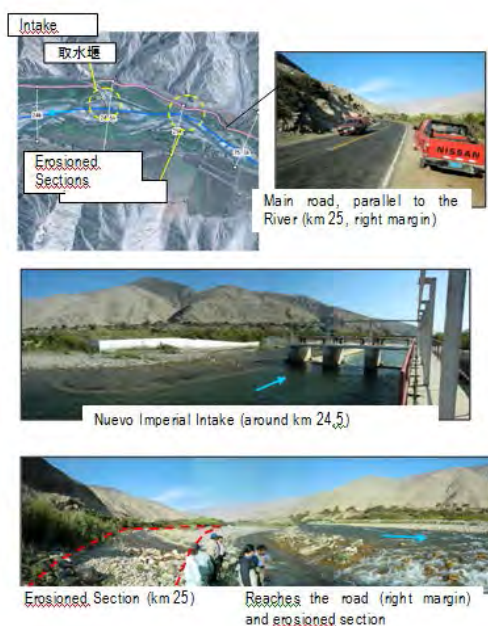 Intake
取水堰
Erosioned
Sections
NISSAN
Main road, parallel to the
River (km 25, right margin)
Nuevo Imperial Intake (around km 24,5)
Erosioned Section (km 25)
Reaches the road (right margin)
and erosioned section